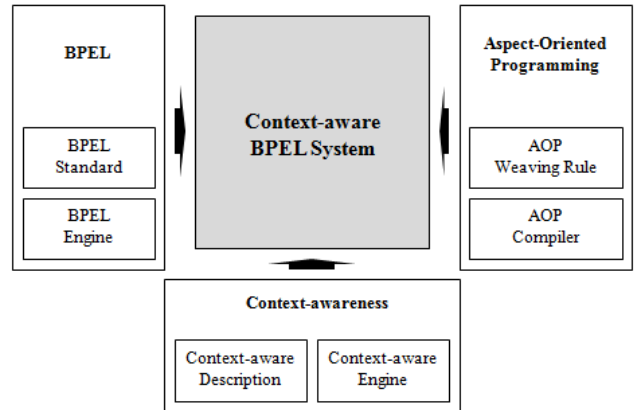 BPEL
BPEL
Standard
BPEL
Engine
Context-aware
BPEL System
Aspect-Oriented
Programming
AOP
Weaving Rule
AOP
Compiler
Context-awareness
Context-aware
Description
Context-aware
Engine